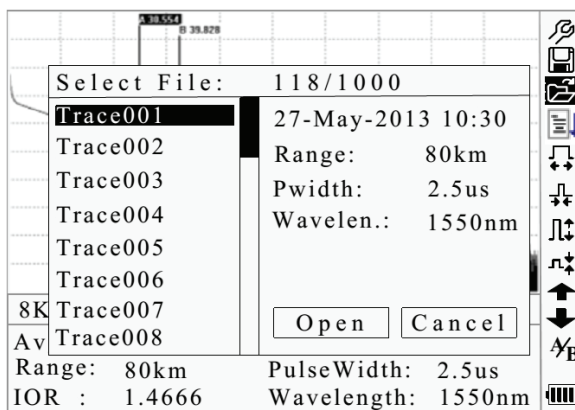 A 30.554
B 39.828
Select File: 118/1000
Trace001
Trace002
Trace003
Trace004
Trace005
Trace006
Trace007
Trace008
27-May-2013 10:30
Range: 80km
Pwidth: 2.5us
Wavelen.: 1550nm
Open Cancel
8K
Av
Range: 80km PulseWidth: 2.5us
IOR : 1.4666 Wavelength: 1550nm
A/B